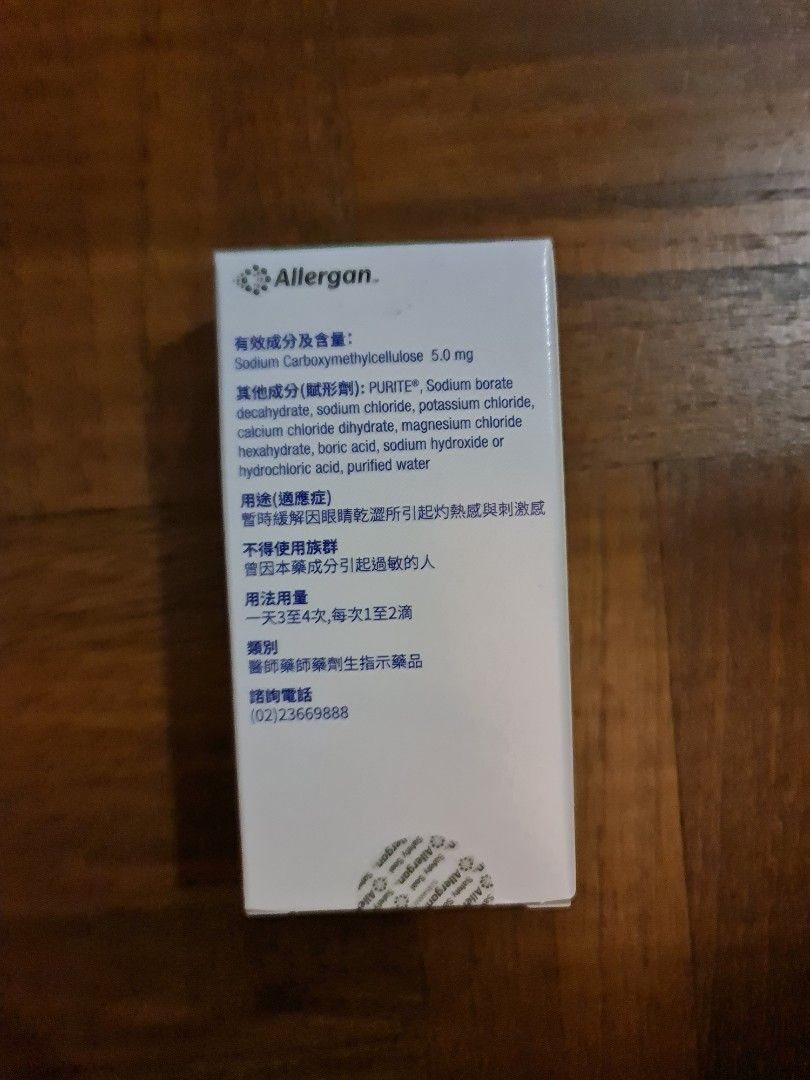 Allergan™
有效成分及含量:
Sodium Carboxymethylcellulose 5.0 mg
其他成分(賦形劑): PURITE®, Sodium borate
decahydrate, sodium chloride, potassium chloride,
calcium chloride dihydrate, magnesium chloride
hexahydrate, boric acid, sodium hydroxide or
hydrochloric acid, purified water
用途(適應症)
暫時緩解因眼睛乾澀所引起灼熱感與刺激感
不得使用族群
曾因本藥成分引起過敏的人
用法用量
一天3至4次,每次1至2滴
類別
醫師藥師藥劑生指示藥品
諮詢電話
(02)23669888
Allergan
Safety Seal
Allergan